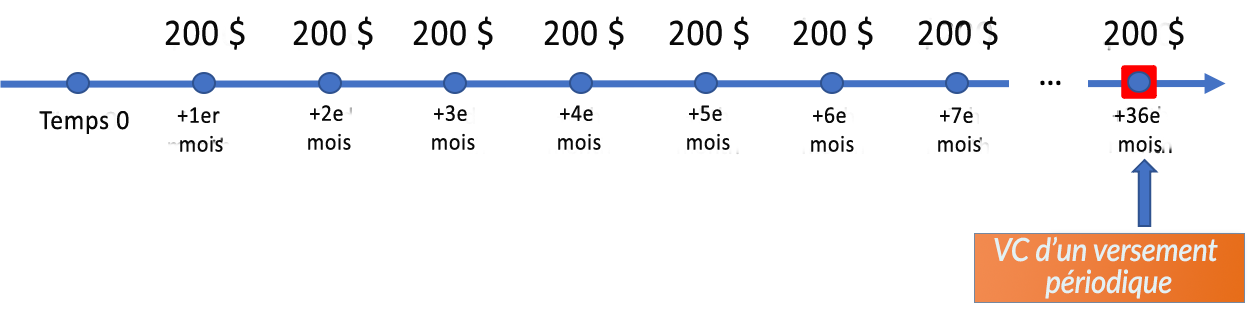 200 $ 200 $ 200 $ 200 $ 200 $ 200 $ 200 $ 200 $
...
Temps 0 +1er +2e +3e +4e +5e +6e +7e +36e
mois mois mois mois mois mois mois mois
VC d'un versement
périodique